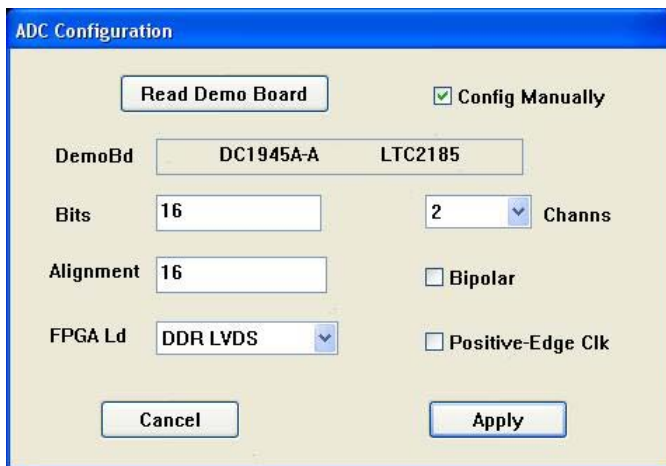 ADC Configuration
Read Demo Board
Config Manually
DemoBd DC1945A-A LTC2185
Bits 16 2 Channs
Alignment 16 Bipolar
FPGA Ld DDR LVDS Positive-Edge Clk
Cancel Apply